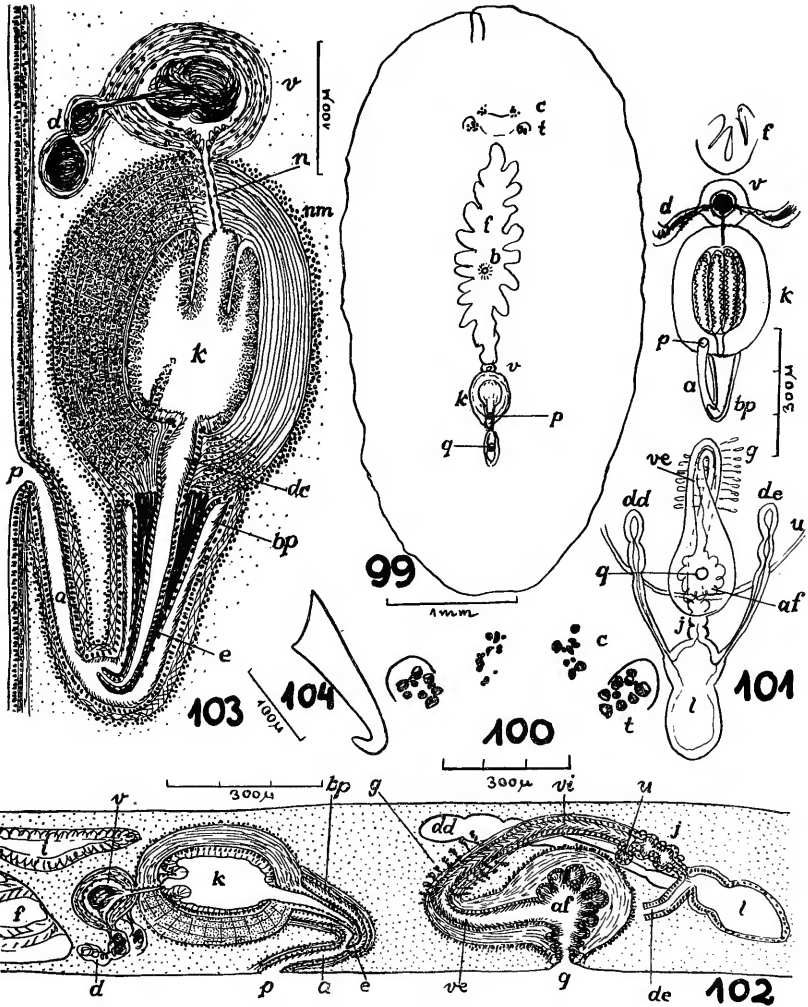 v
d
100µ
n
nm
k
p
dc
bp
a
e
103
c
t
f
b
v
k
p
q
99
1mm
f
v
d
k
p
a
bp
300µ
ve
g
dd
de
u
q
af
j
l
101
100µ
104
c
t
100
300µ
300µ
bp
g
vi
u
v
dd
j
k
f
af
l
d
p
a
e
ve
q
de
102